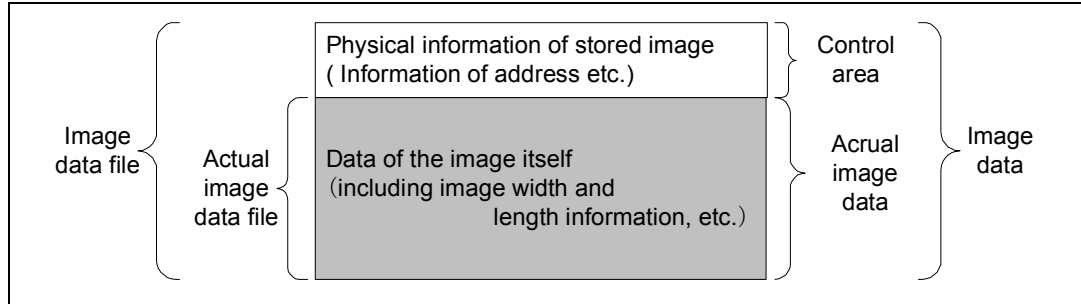 Image
data file
Actual
image
data file
Physical information of stored image
( Information of address etc.)
Data of the image itself
（including image width and
length information, etc.）
Control
area
Acrual
image
data
Image
data